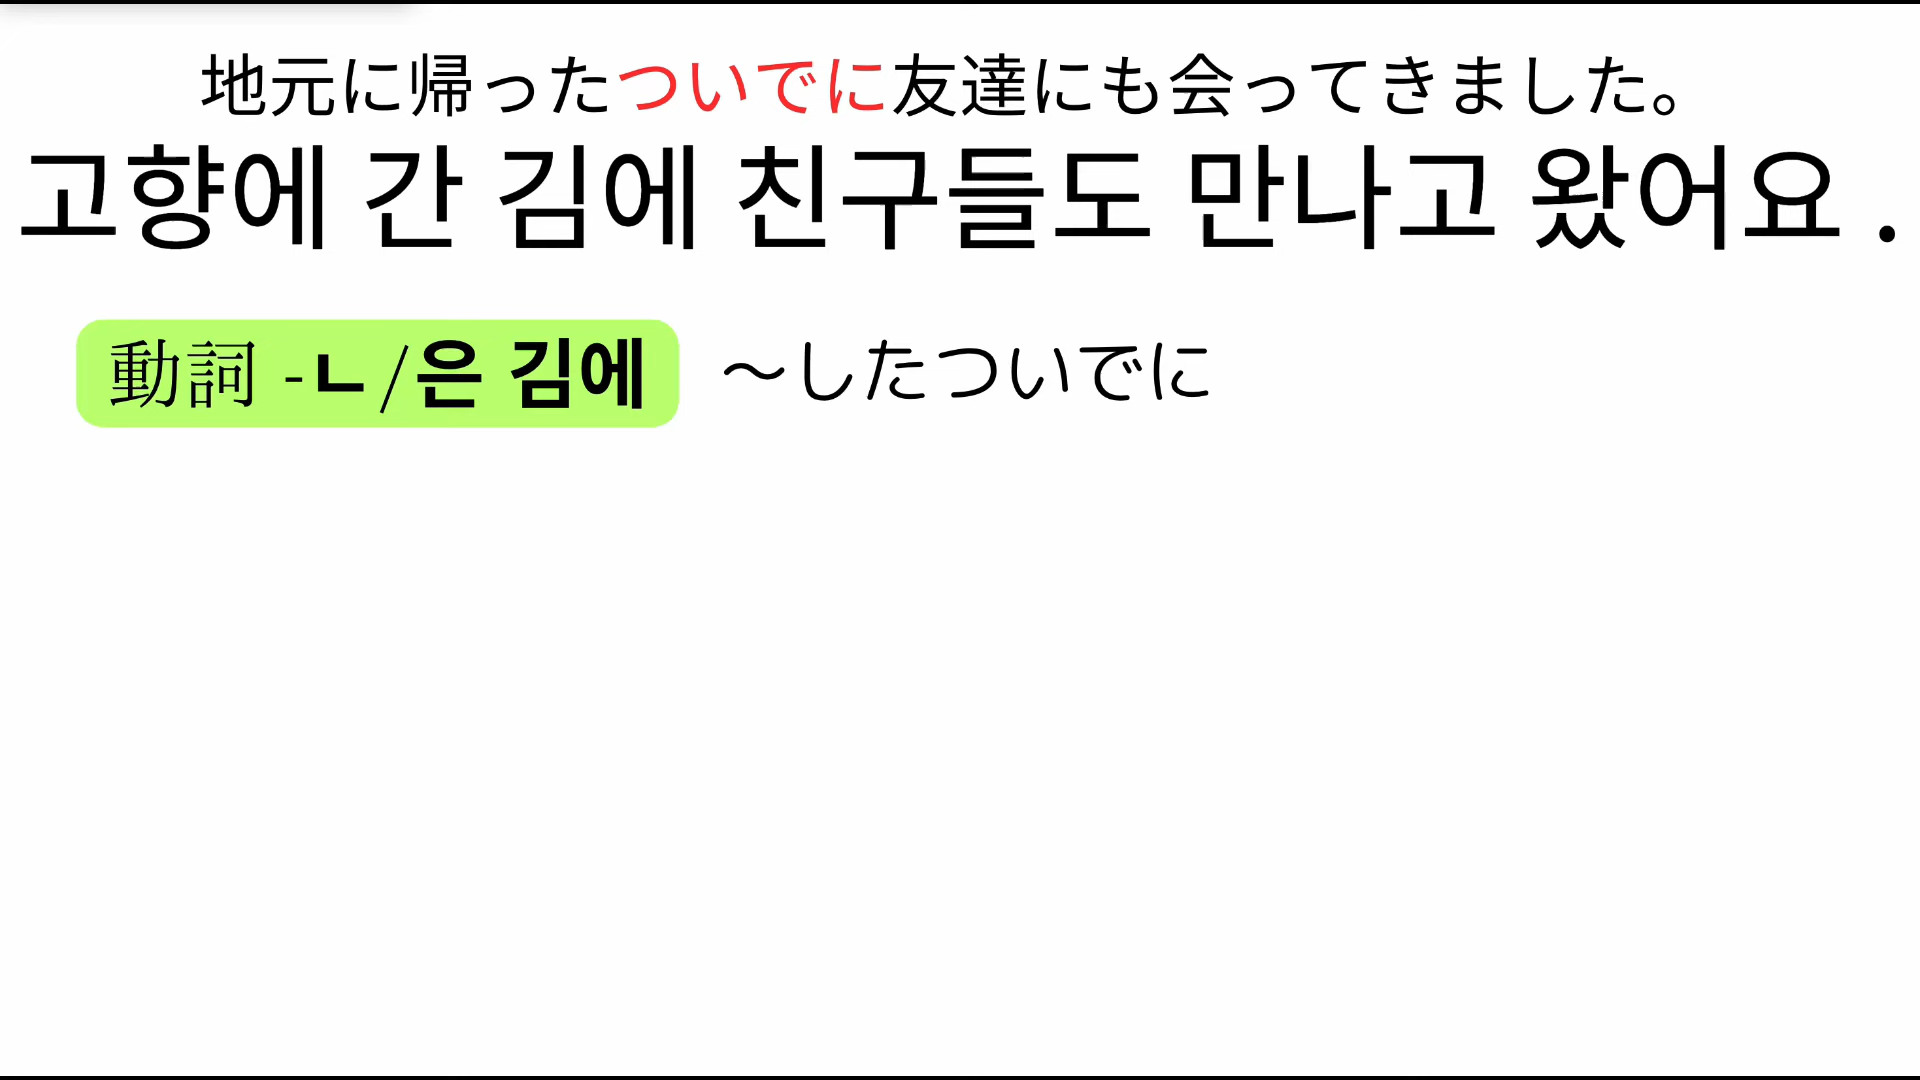 地元に帰ったついでに友達にも会ってきました。
고향에 간 김에 친구들도 만나고 왔어요 .
動詞 -ㄴ/은 김에 ～したついでに